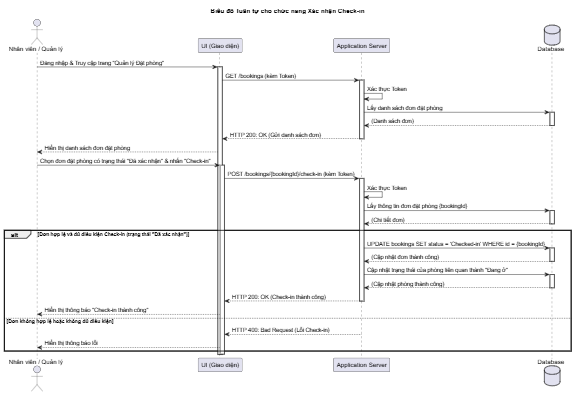 Biểu đồ Tuần tự cho chức năng Xác nhận Check-in
Nhân viên / Quản lý
UI (Giao diện)
Application Server
Database
Đăng nhập & Truy cập trang "Quản lý Đặt phòng"
GET /bookings (kèm Token)
Xác thực Token
Lấy danh sách đơn đặt phòng
(Danh sách đơn)
HTTP 200: OK (Gửi danh sách đơn)
Hiển thị danh sách đơn đặt phòng
Chọn đơn đặt phòng có trạng thái "Đã xác nhận" & nhấn "Check-in"
POST /bookings/{bookingId}/check-in (kèm Token)
Xác thực Token
Lấy thông tin đơn đặt phòng (bookingId)
(Chi tiết đơn)
alt
[Đơn hợp lệ và đủ điều kiện Check-in (trạng thái "Đã xác nhận")]
UPDATE bookings SET status = 'Checked-in' WHERE id = {bookingId}
(Cập nhật đơn thành công)
Cập nhật trạng thái của phòng liên quan thành "Đang ở"
(Cập nhật phòng thành công)
HTTP 200: OK (Check-in thành công)
Hiển thị thông báo "Check-in thành công"
[Đơn không hợp lệ hoặc không đủ điều kiện]
HTTP 400: Bad Request (Lỗi Check-in)
Hiển thị thông báo lỗi
Nhân viên / Quản lý
UI (Giao diện)
Application Server
Database